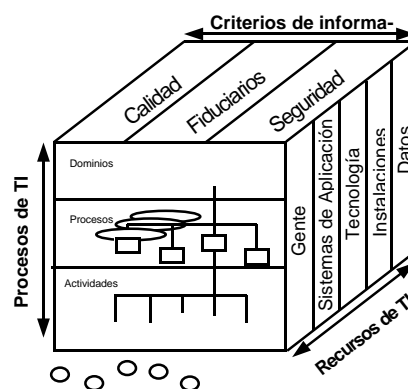 Criterios de informa-
Calidad
Fiduciarios
Seguridad
Dominios
Procesos
Actividades
Procesos de TI
Gente
Sistemas de Aplicación
Tecnología
Instalaciones
Datos
Recursos de TI